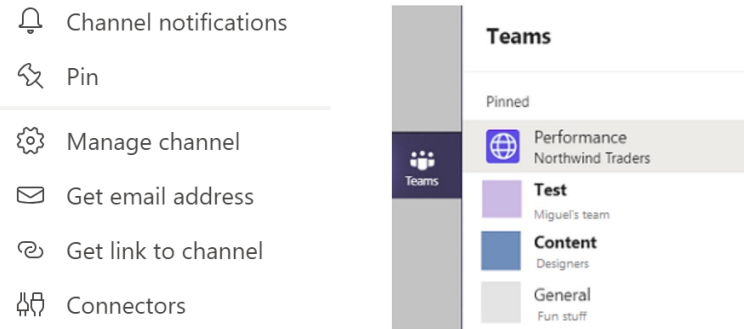 Channel notifications
Pin
Manage channel
Get email address
Get link to channel
Connectors
Teams
Teams
Pinned
Performance
Northwind Traders
Test
Miguel's team
Content
Designers
General
Fun stuff